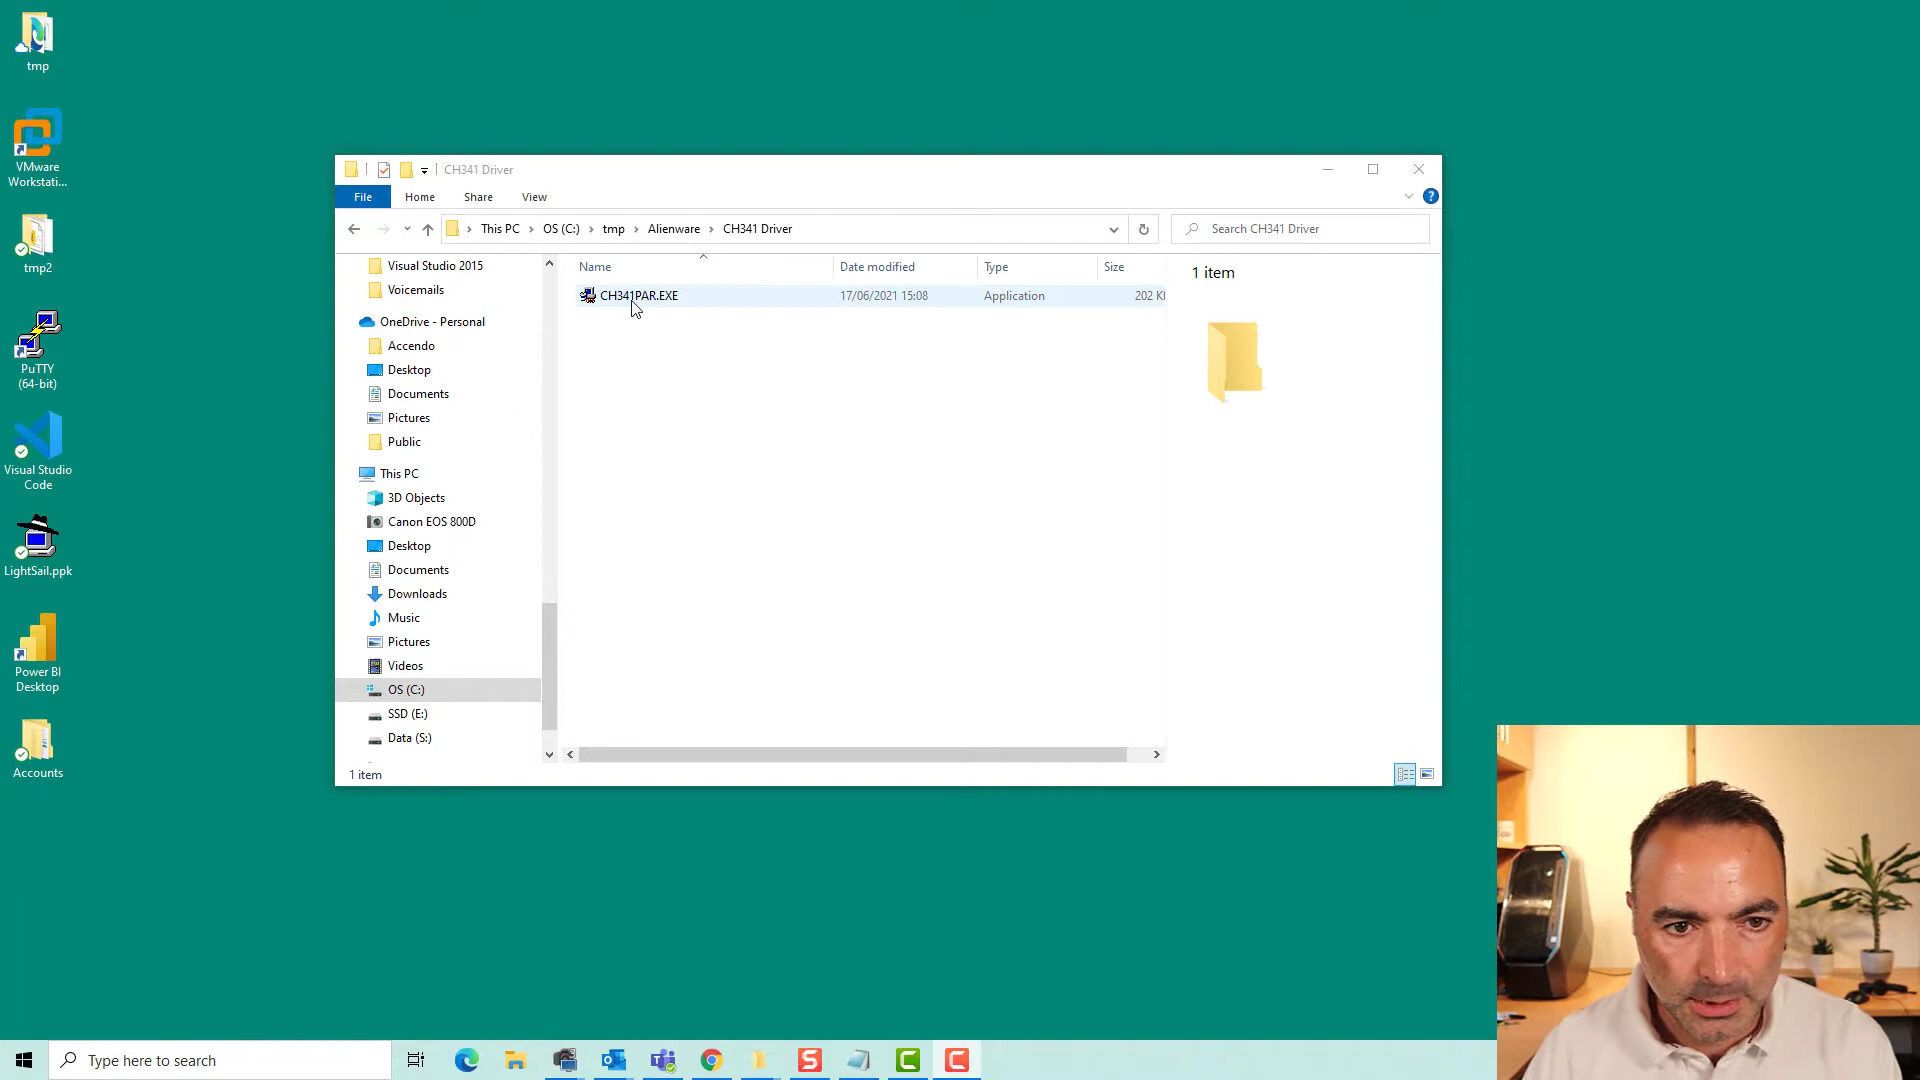 tmp
VMware
Workstati...
tmp2
PuTTY
(64-bit)
Visual Studio
Code
LightSail.ppk
Power BI
Desktop
Accounts
CH341 Driver
File
Home
Share
View
This PC
OS (C:)
tmp
Alienware
CH341 Driver
Search CH341 Driver
Visual Studio 2015
Voicemails
OneDrive - Personal
Accendo
Desktop
Documents
Pictures
Public
This PC
3D Objects
Canon EOS 800D
Desktop
Documents
Downloads
Music
Pictures
Videos
OS (C:)
SSD (E:)
Data (S:)
Name
Date modified
Type
Size
CH341PAR.EXE
17/06/2021 15:08
Application
202 K
1 item
1 item
Type here to search